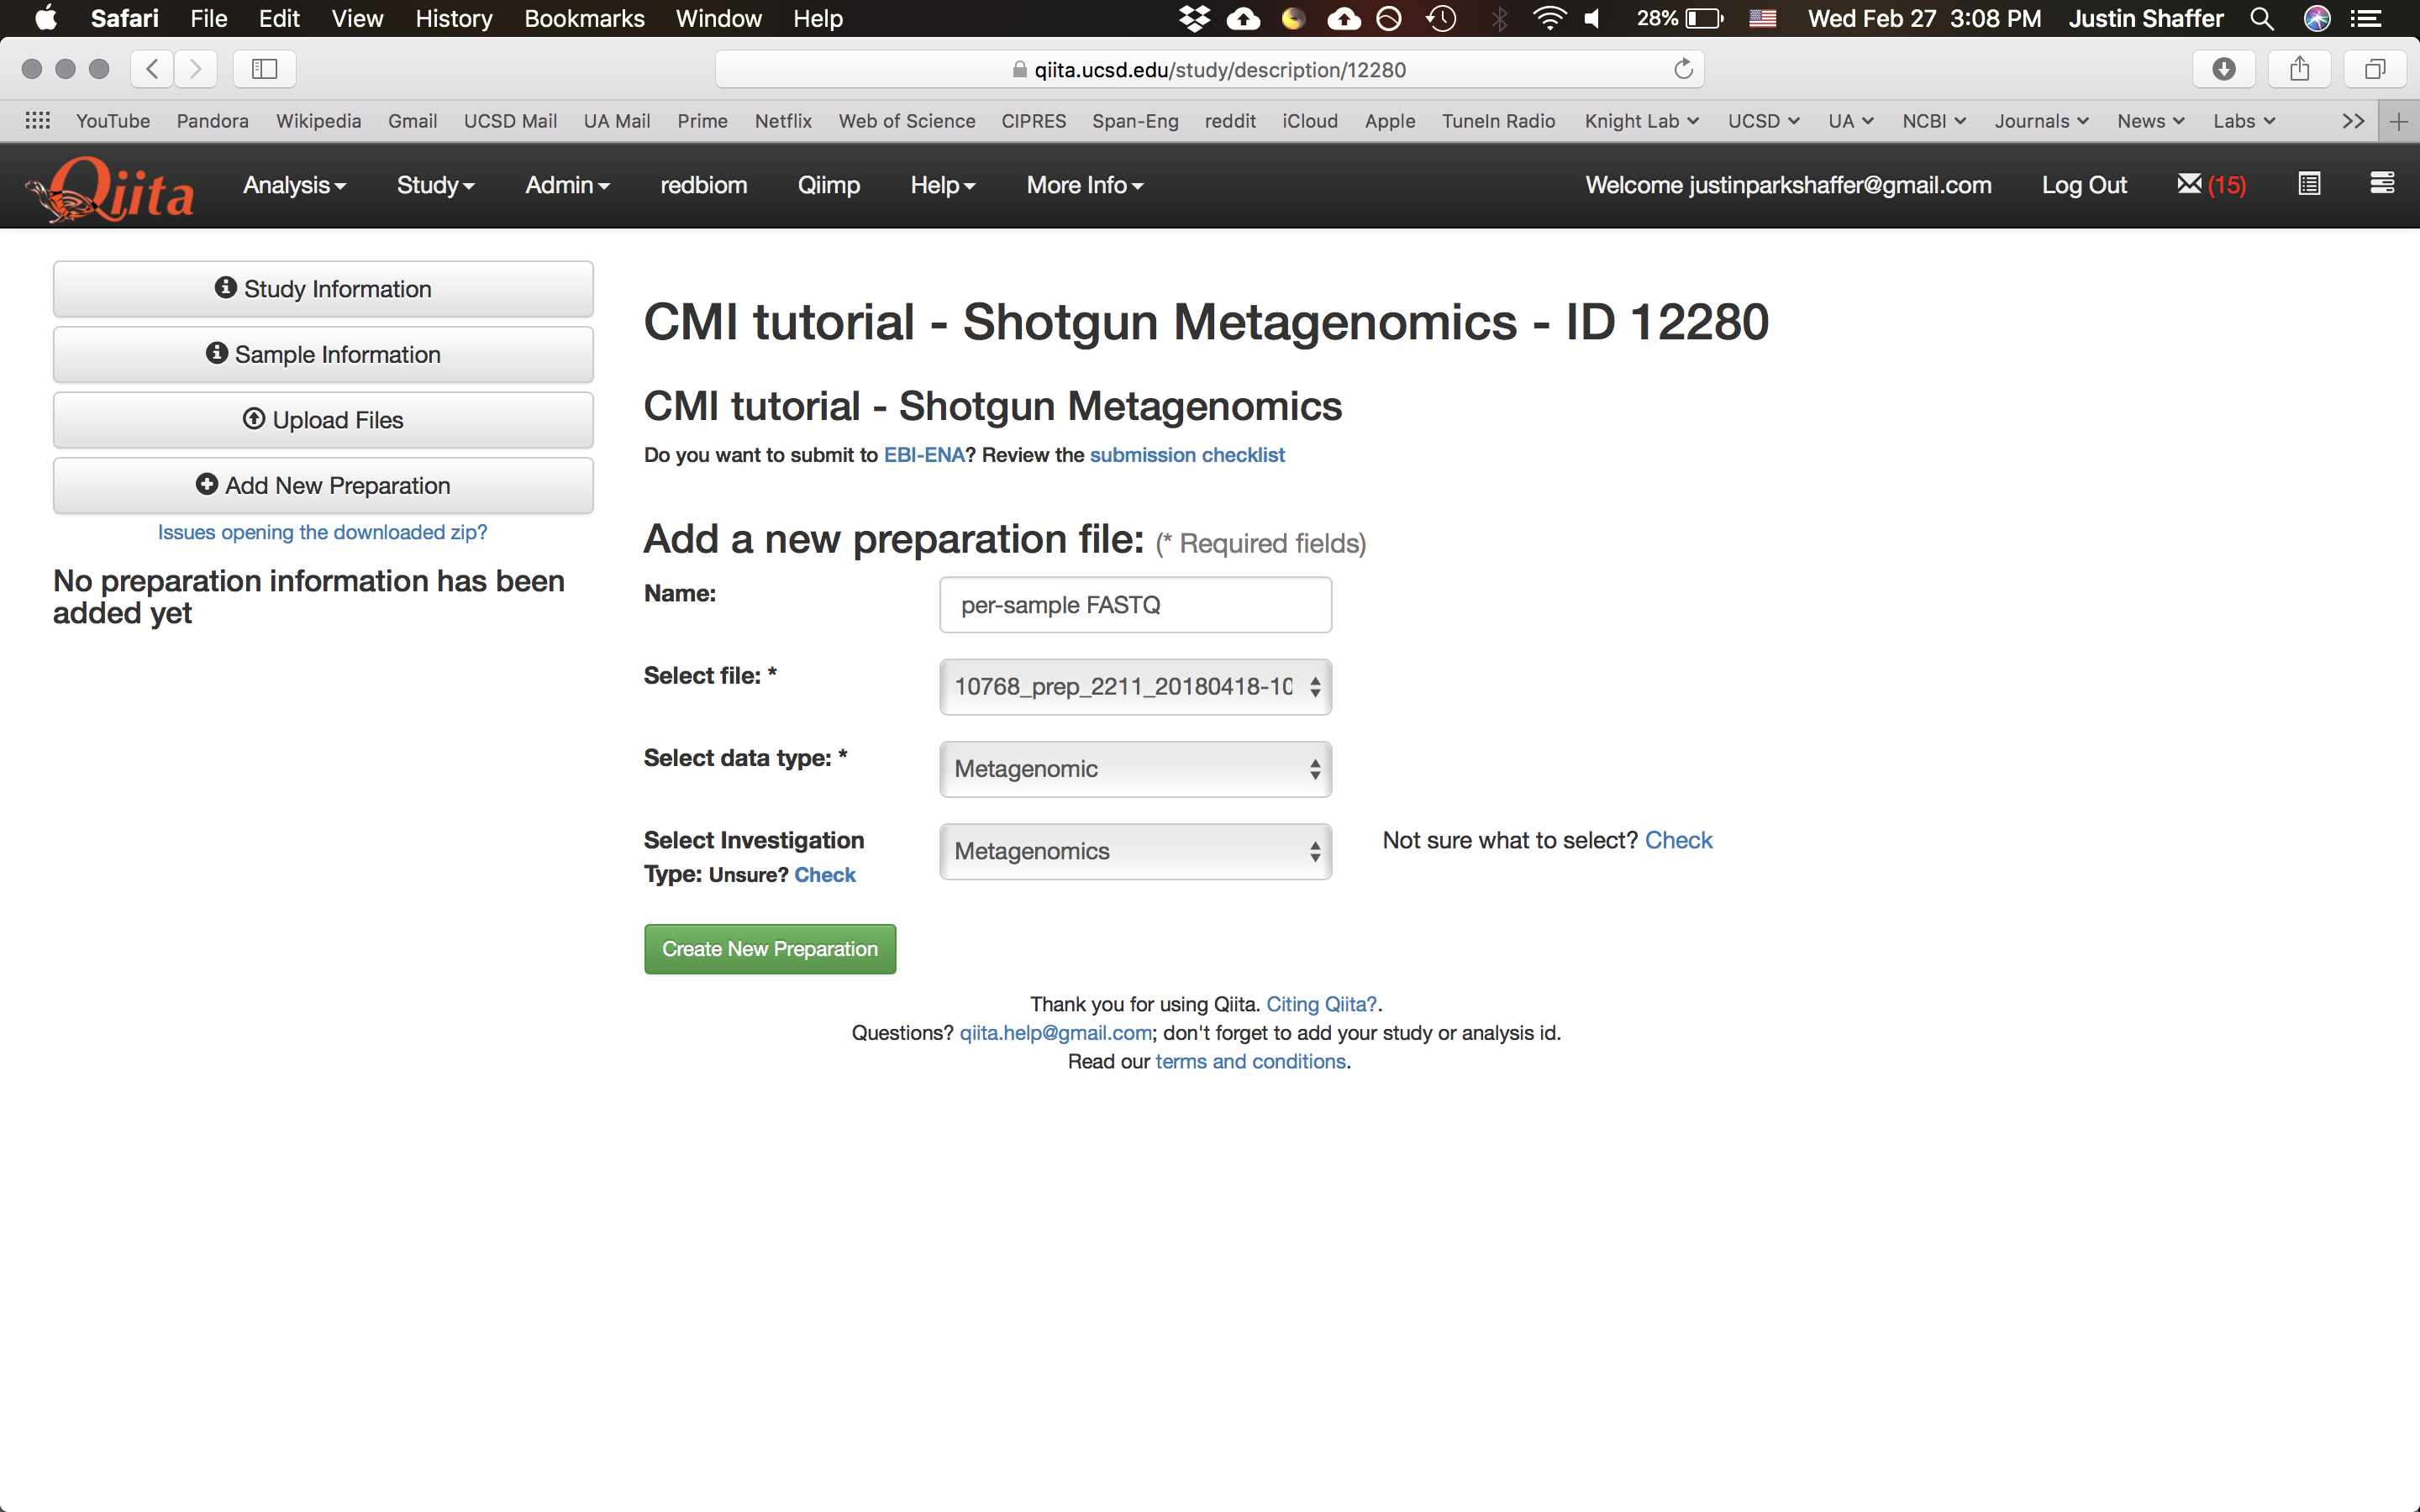 Safari File Edit View History Bookmarks Window Help 28% Wed Feb 27 3:08 PM Justin Shaffer
qiita.ucsd.edu/study/description/12280
YouTube Pandora Wikipedia Gmail UCSD Mail UA Mail Prime Netflix Web of Science CIPRES Span-Eng reddit iCloud Apple TuneIn Radio Knight Lab UCSD UA NCBI Journals News Labs >> +
Qiita Analysis Study Admin redbiom Qiimp Help More Info Welcome justinparkshaffer@gmail.com Log Out (15)
Study Information
Sample Information
Upload Files
Add New Preparation
Issues opening the downloaded zip?
No preparation information has been
added yet
CMI tutorial - Shotgun Metagenomics - ID 12280
CMI tutorial - Shotgun Metagenomics
Do you want to submit to EBI-ENA? Review the submission checklist
Add a new preparation file: (* Required fields)
Name: per-sample FASTQ
Select file: * 10768_prep_2211_20180418-10
Select data type: * Metagenomic
Select Investigation Metagenomics Not sure what to select? Check
Type: Unsure? Check
Create New Preparation
Thank you for using Qiita. Citing Qiita?.
Questions? qiita.help@gmail.com; don't forget to add your study or analysis id.
Read our terms and conditions.